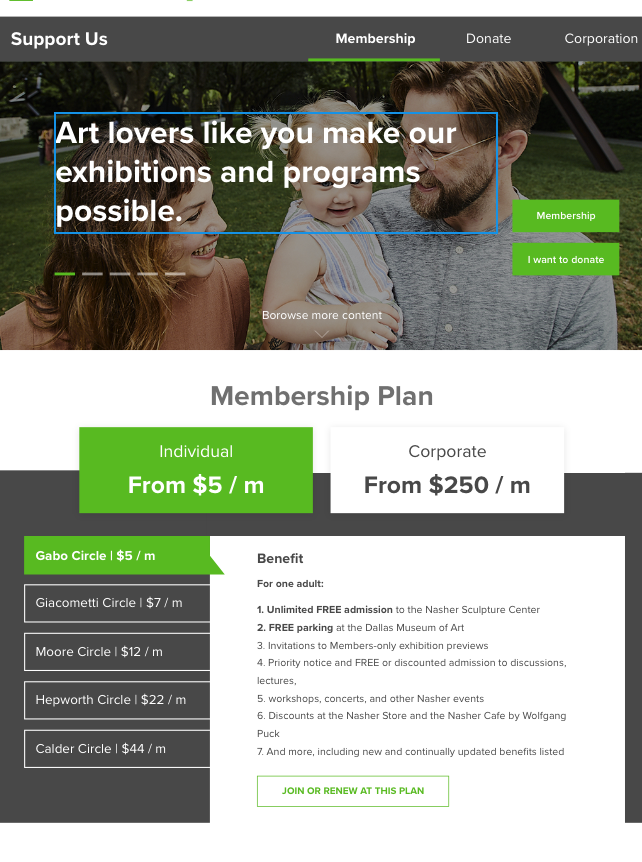 Support Us
Membership
Donate
Corporation
Art lovers like you make our
exhibitions and programs
possible.
Membership
I want to donate
Borowse more content
Membership Plan
Individual
From $5 / m
Corporate
From $250 / m
Gabo Circle | $5 / m
Giacometti Circle | $7 / m
Moore Circle | $12 / m
Hepworth Circle | $22 / m
Calder Circle | $44 / m
Benefit
For one adult:
1. Unlimited FREE admission to the Nasher Sculpture Center
2. FREE parking at the Dallas Museum of Art
3. Invitations to Members-only exhibition previews
4. Priority notice and FREE or discounted admission to discussions,
lectures,
5. workshops, concerts, and other Nasher events
6. Discounts at the Nasher Store and the Nasher Cafe by Wolfgang
Puck
7. And more, including new and continually updated benefits listed
JOIN OR RENEW AT THIS PLAN